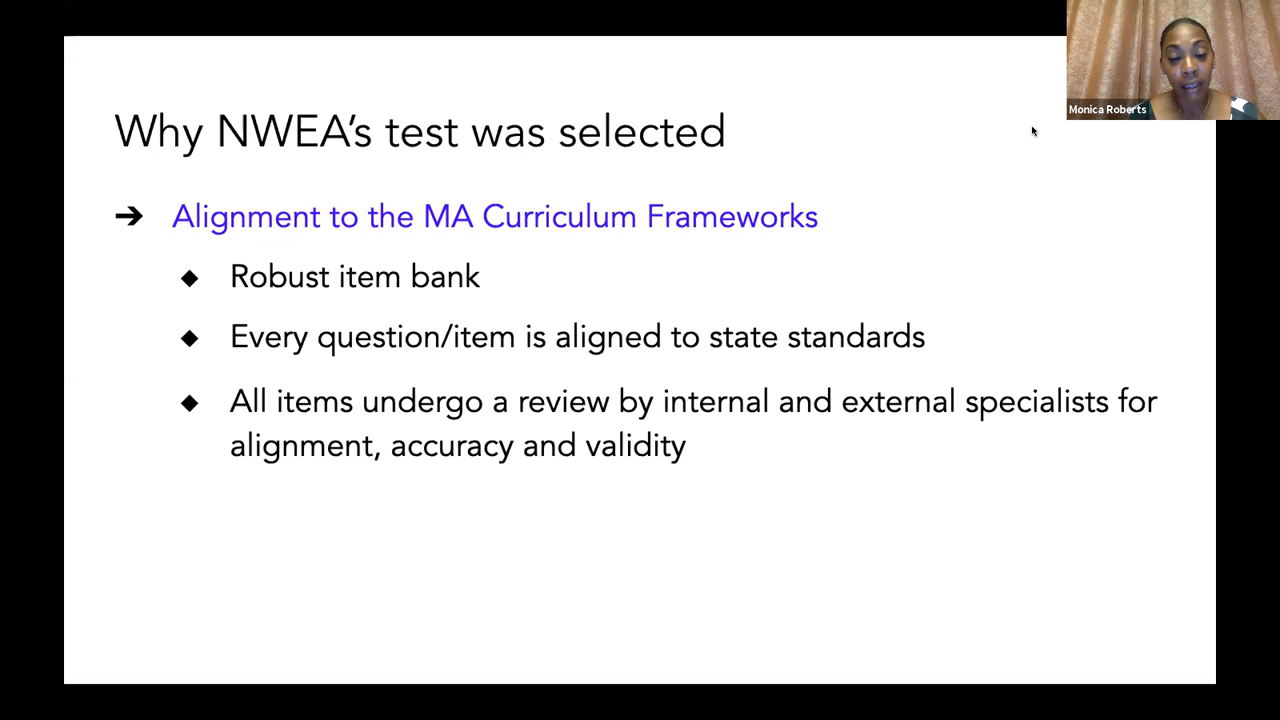 Why NWEA's test was selected
➔ Alignment to the MA Curriculum Frameworks
◆ Robust item bank
◆ Every question/item is aligned to state standards
◆ All items undergo a review by internal and external specialists for
alignment, accuracy and validity
Monica Roberts